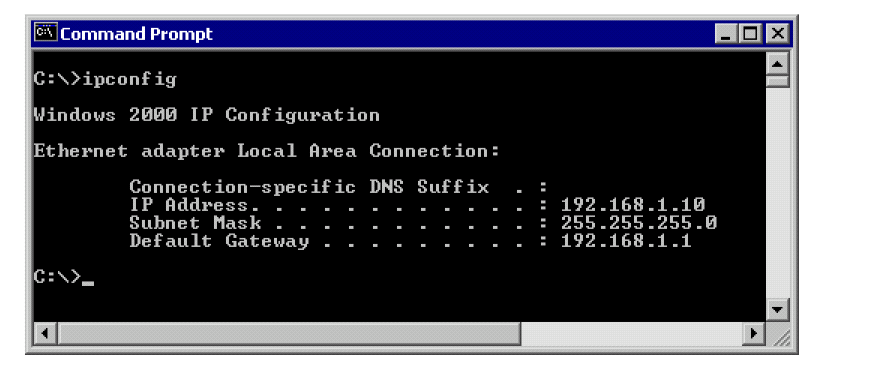 Command Prompt
C:\>ipconfig
Windows 2000 IP Configuration
Ethernet adapter Local Area Connection:
Connection-specific DNS Suffix . :
IP Address. . . . . . . . . . . . : 192.168.1.10
Subnet Mask . . . . . . . . . . . : 255.255.255.0
Default Gateway . . . . . . . . . : 192.168.1.1
C:\>_